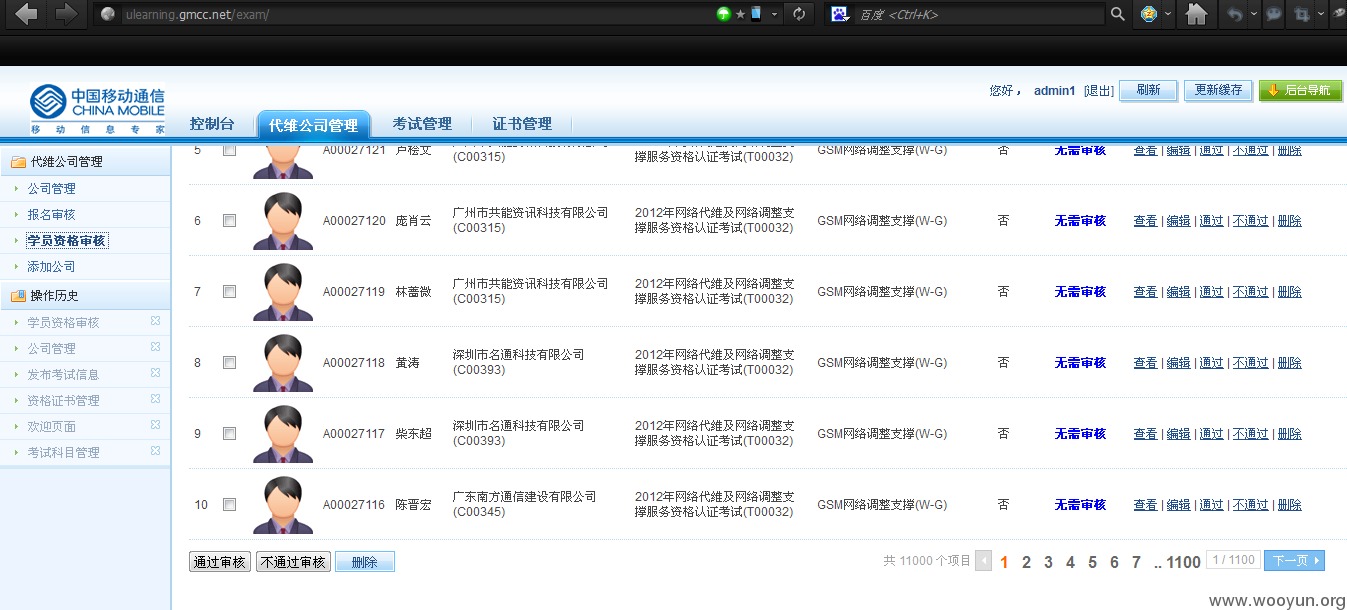 ulearning.gmcc.net/exam/
百度 <Ctrl+K>
您好， admin1 [退出] 刷新 更新缓存 后台导航
中国移动通信
CHINA MOBILE
移动信息专家
控制台 代维公司管理 考试管理 证书管理
代维公司管理
公司管理
报名审核
学员资格审核
添加公司
操作历史
学员资格审核
公司管理
发布考试信息
资格证书管理
欢迎页面
考试科目管理
5 A00027121 卢桧文 (C00315) 撑服务资格认证考试(T00032) GSM网络调整支撑(W-G) 否 无需审核 查看 | 编辑 | 通过 | 不通过 | 删除
6 A00027120 庞肖云 广州市共能资讯科技有限公司 2012年网络代维及网络调整支 GSM网络调整支撑(W-G) 否 无需审核 查看 | 编辑 | 通过 | 不通过 | 删除
(C00315) 撑服务资格认证考试(T00032)
7 A00027119 林蔷薇 广州市共能资讯科技有限公司 2012年网络代维及网络调整支 GSM网络调整支撑(W-G) 否 无需审核 查看 | 编辑 | 通过 | 不通过 | 删除
(C00315) 撑服务资格认证考试(T00032)
8 A00027118 黄涛 深圳市名通科技有限公司 2012年网络代维及网络调整支 GSM网络调整支撑(W-G) 否 无需审核 查看 | 编辑 | 通过 | 不通过 | 删除
(C00393) 撑服务资格认证考试(T00032)
9 A00027117 柴东超 深圳市名通科技有限公司 2012年网络代维及网络调整支 GSM网络调整支撑(W-G) 否 无需审核 查看 | 编辑 | 通过 | 不通过 | 删除
(C00393) 撑服务资格认证考试(T00032)
10 A00027116 陈晋宏 广东南方通信建设有限公司 2012年网络代维及网络调整支 GSM网络调整支撑(W-G) 否 无需审核 查看 | 编辑 | 通过 | 不通过 | 删除
(C00345) 撑服务资格认证考试(T00032)
通过审核 不通过审核 删除 共 11000 个项目 1 2 3 4 5 6 7 .. 1100 1 / 1100 下一页
www.wooyun.org